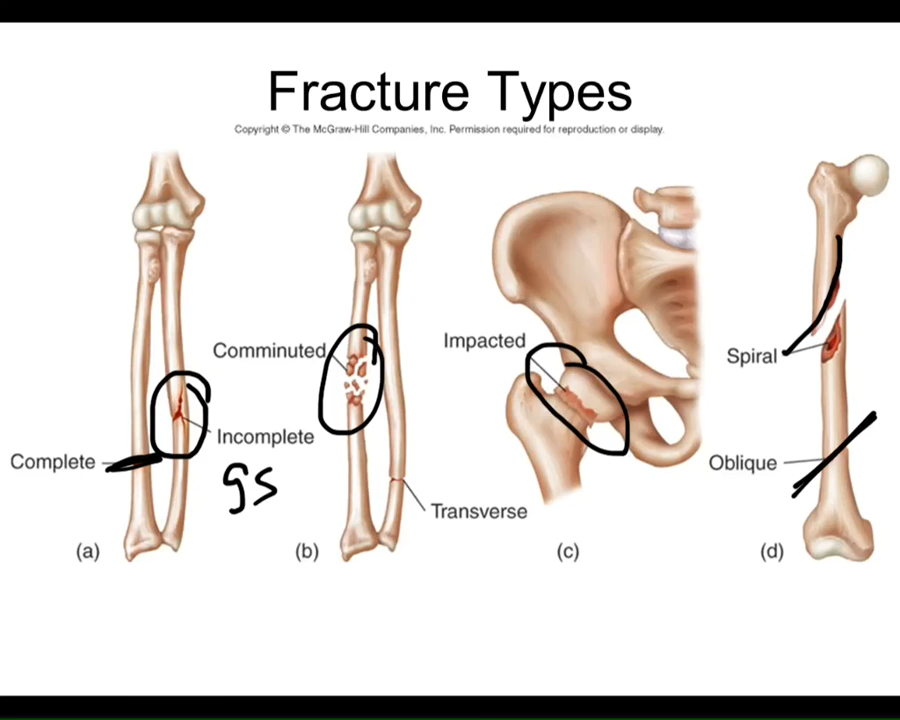 Fracture Types
Copyright © The McGraw-Hill Companies, Inc. Permission required for reproduction or display.
Comminuted
Impacted
Spiral
Incomplete
Complete
gs
Oblique
Transverse
(a)
(b)
(c)
(d)